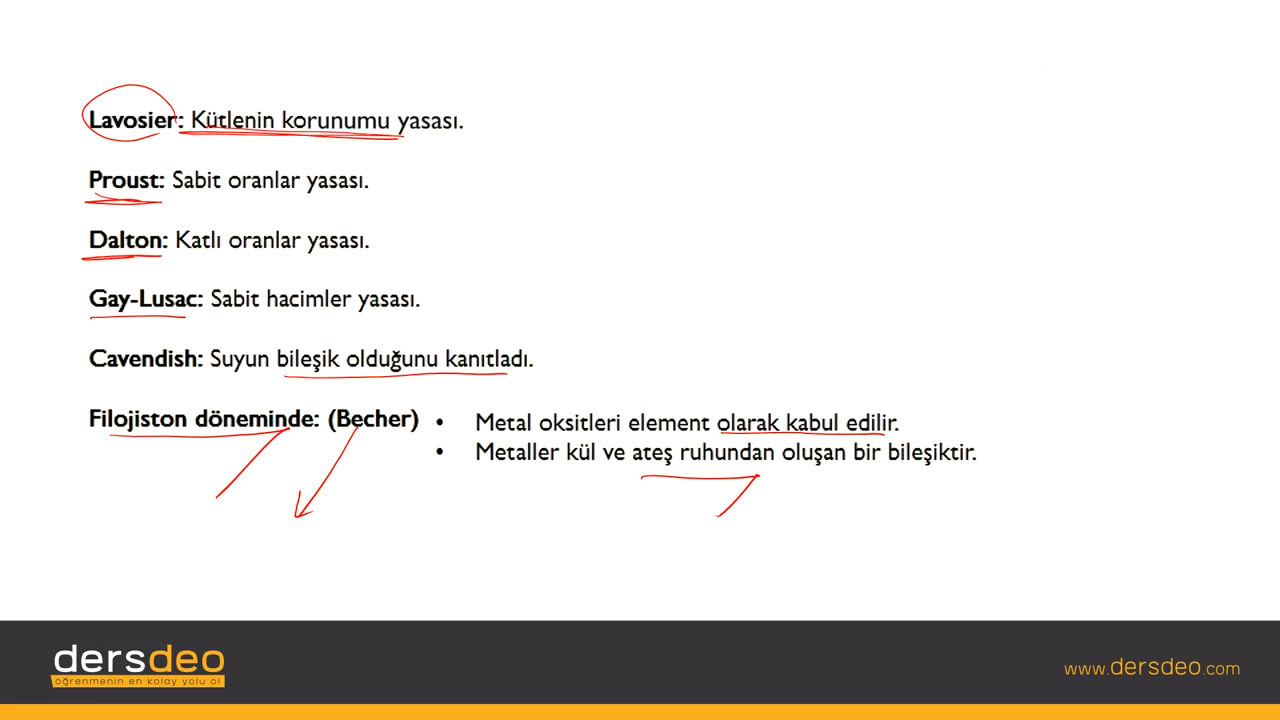 Lavosier: Kütlenin korunumu yasası.
Proust: Sabit oranlar yasası.
Dalton: Katlı oranlar yasası.
Gay-Lusac: Sabit hacimler yasası.
Cavendish: Suyun bileşik olduğunu kanıtladı.
Filojiston döneminde: (Becher) • Metal oksitleri element olarak kabul edilir.
• Metaller kül ve ateş ruhundan oluşan bir bileşiktir.
dersdeo
öğrenmenin en kolay yolu o!
www.dersdeo.com